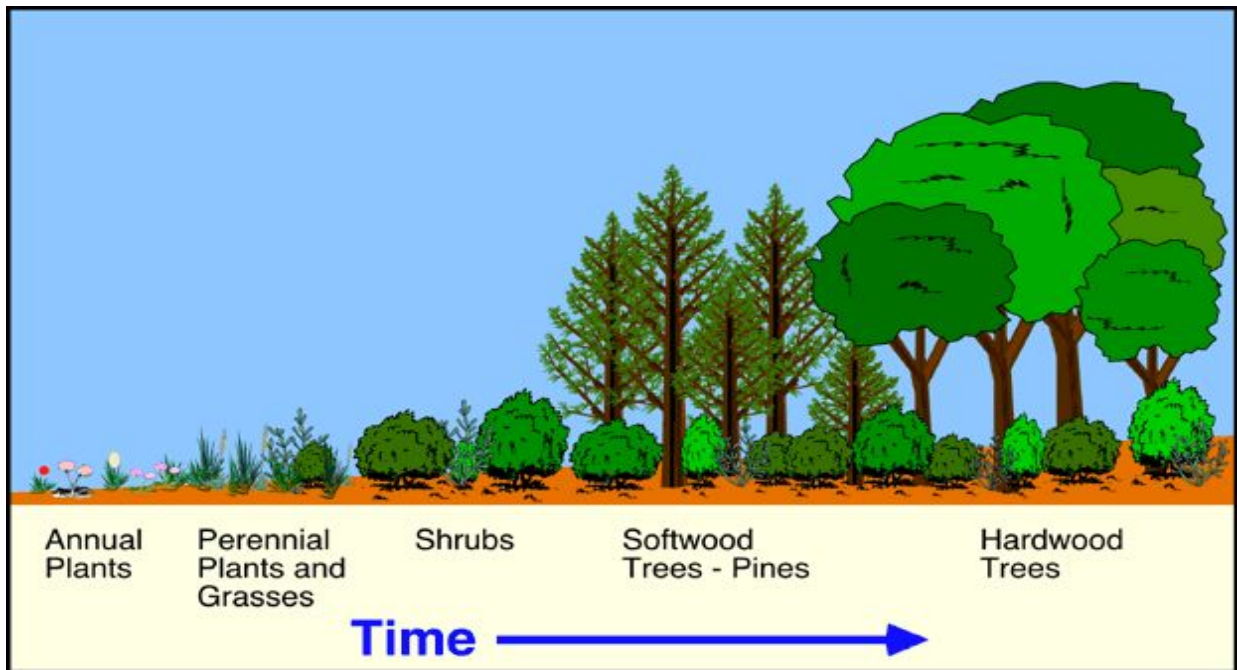 Annual
Plants
Perennial
Plants and
Grasses
Shrubs
Softwood
Trees - Pines
Hardwood
Trees
Time